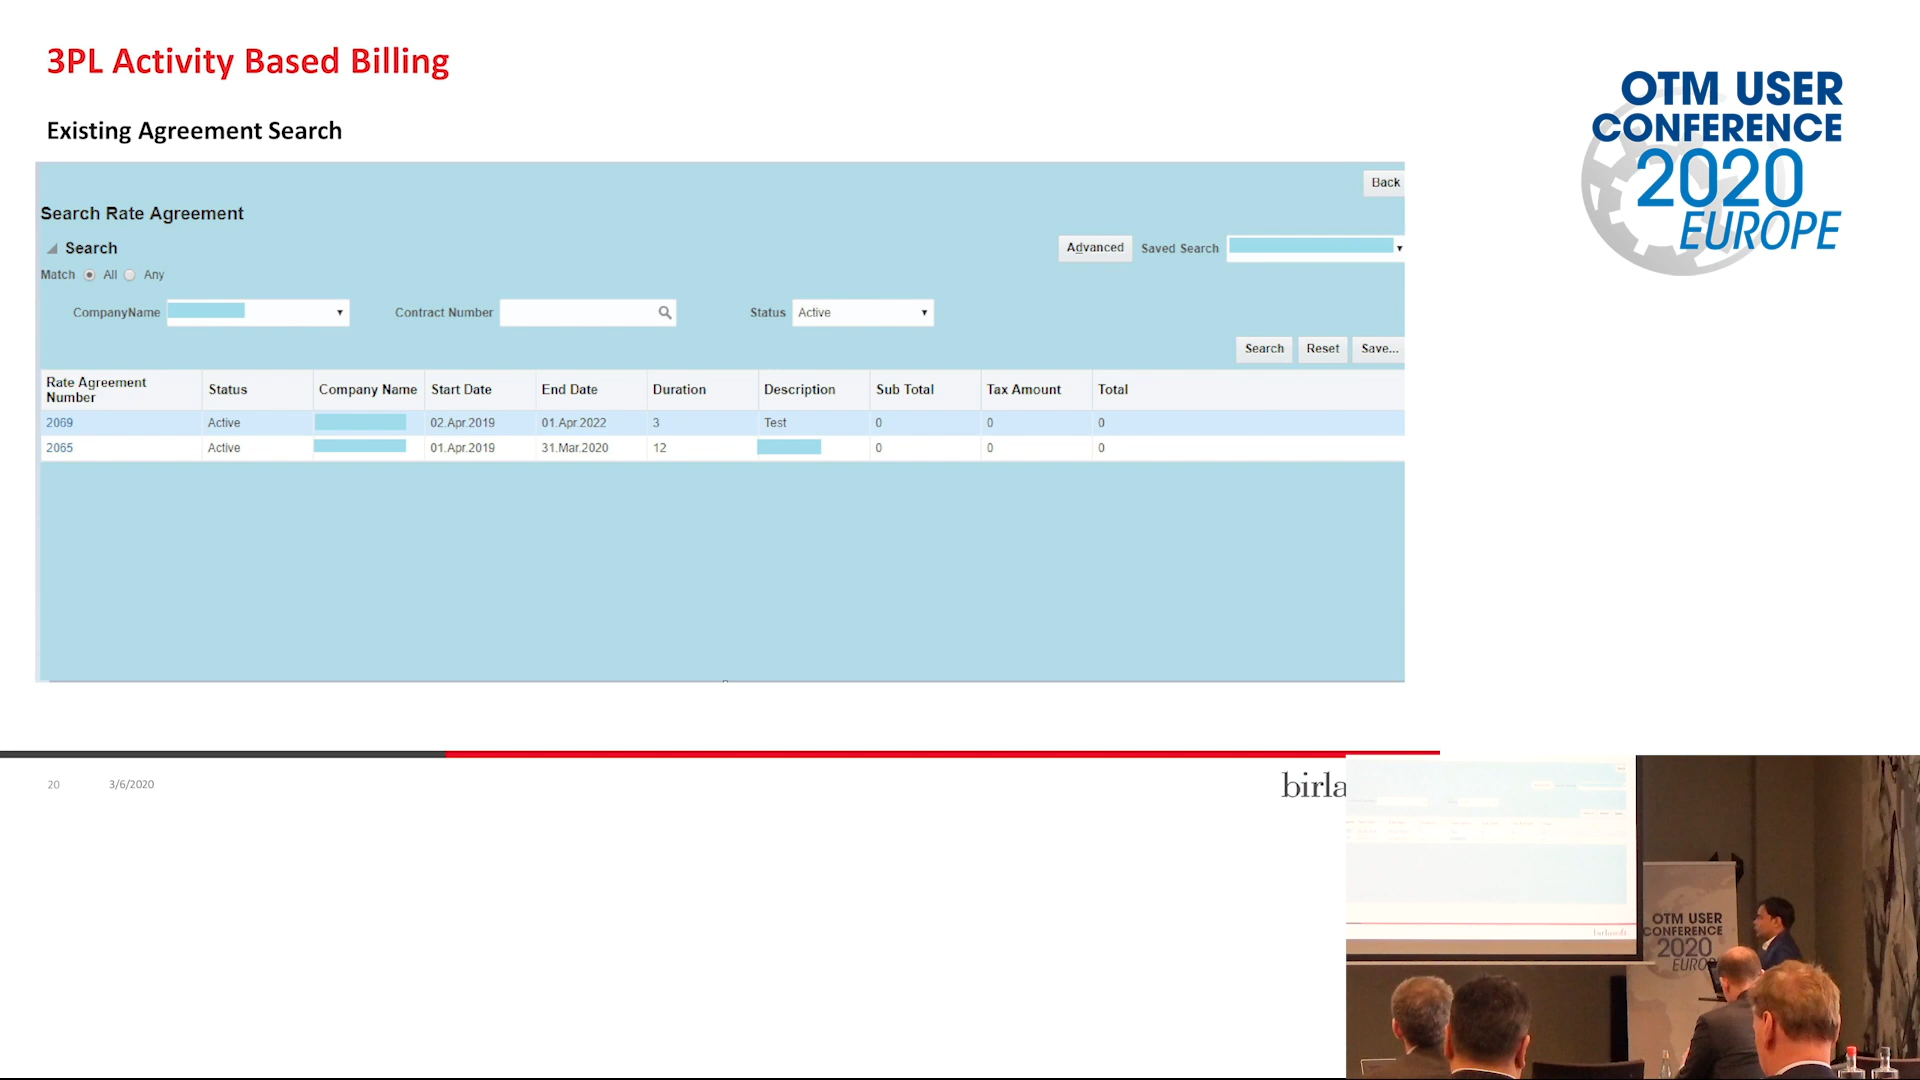 3PL Activity Based Billing
Existing Agreement Search
OTM USER
CONFERENCE
2020
EUROPE
Back
Search Rate Agreement
Search
Advanced Saved Search
Match All Any
CompanyName Contract Number Status Active
Search Reset Save...
Rate Agreement Number Status Company Name Start Date End Date Duration Description Sub Total Tax Amount Total
2069 Active 02.Apr.2019 01.Apr.2022 3 Test 0 0 0
2065 Active 01.Apr.2019 31.Mar.2020 12 0 0 0
20 3/6/2020
birla
birlasoft
OTM USER
CONFERENCE
2020
EURO